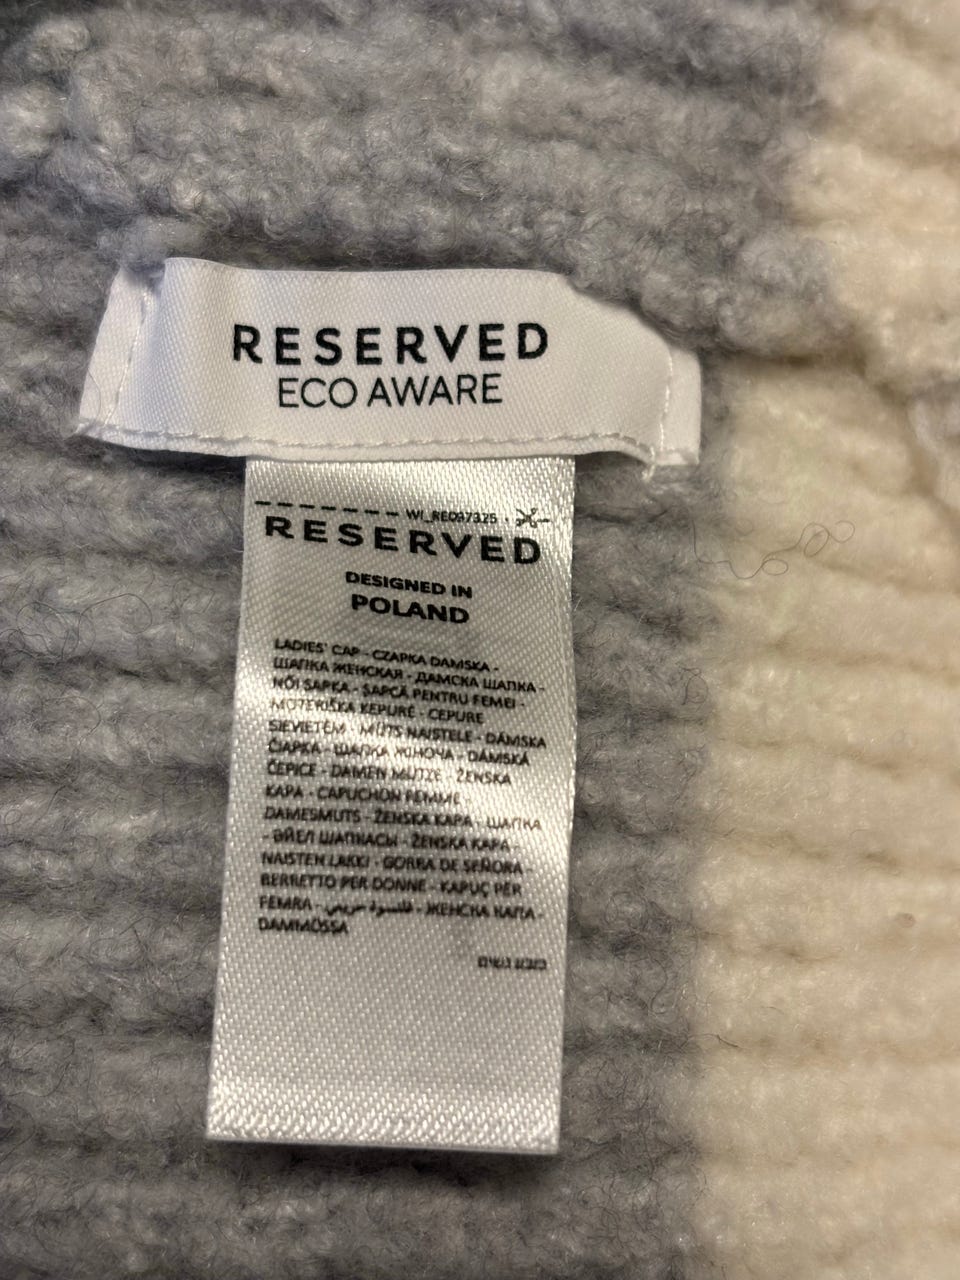 RESERVED
ECO AWARE
WI_RE097325
RESERVED
DESIGNED IN
POLAND
LADIES' CAP - CZAPKA DAMSKA -
ШАПКА ЖЕНСКАЯ - ДАМСКА ШАПКА -
NŐI SAPKA - ŞAPCĂ PENTRU FEMEI -
MOTERIŠKA KEPURĖ - CEPURE
SIEVIETĒM - MÜTS NAISTELE - DÁMSKA
ČIAPKA - ШАПКА ЖІНОЧА - DÁMSKÁ
ČEPICE - DAMEN MÜTZE - ŽENSKA
KAPA - CAPUCHON FEMME -
DAMESMUTS - ŽENSKA KAPA - ШАПКА
- ӘЙЕЛ ШАПКАСЫ - ŽENSKA KAPA -
NAISTEN LAKKI - GORRA DE SEÑORA -
BERRETTO PER DONNE - KAPUÇ PËR
FEMRA - قلنسوة حريمي - ЖЕНСКА КАПА -
DAMMÖSSA